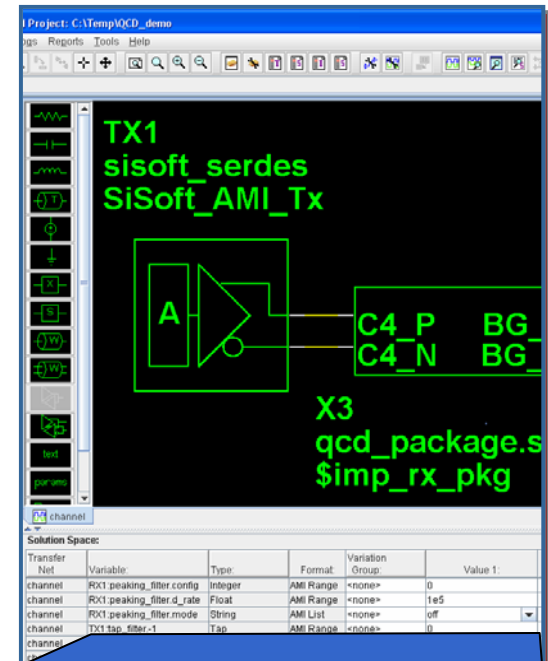 Project: C:\Temp\QCD_demo
Reports Tools Help
TX1
sisoft_serdes
SiSoft_AMI_Tx
A
C4_P BG_
C4_N BG_
X3
qcd_package.s
$imp_rx_pkg
T
X
S
W
W
text
params
channel
Solution Space:
Transfer Net Variable: Type: Format: Variation Group: Value 1:
channel RX1:peaking_filter.config Integer AMI Range <none> 0
channel RX1:peaking_filter.d_rate Float AMI Range <none> 1e5
channel RX1:peaking_filter.mode String AMI List <none> off
channel TX1:tap_filter.-1 Tap AMI Range <none> 0
channel